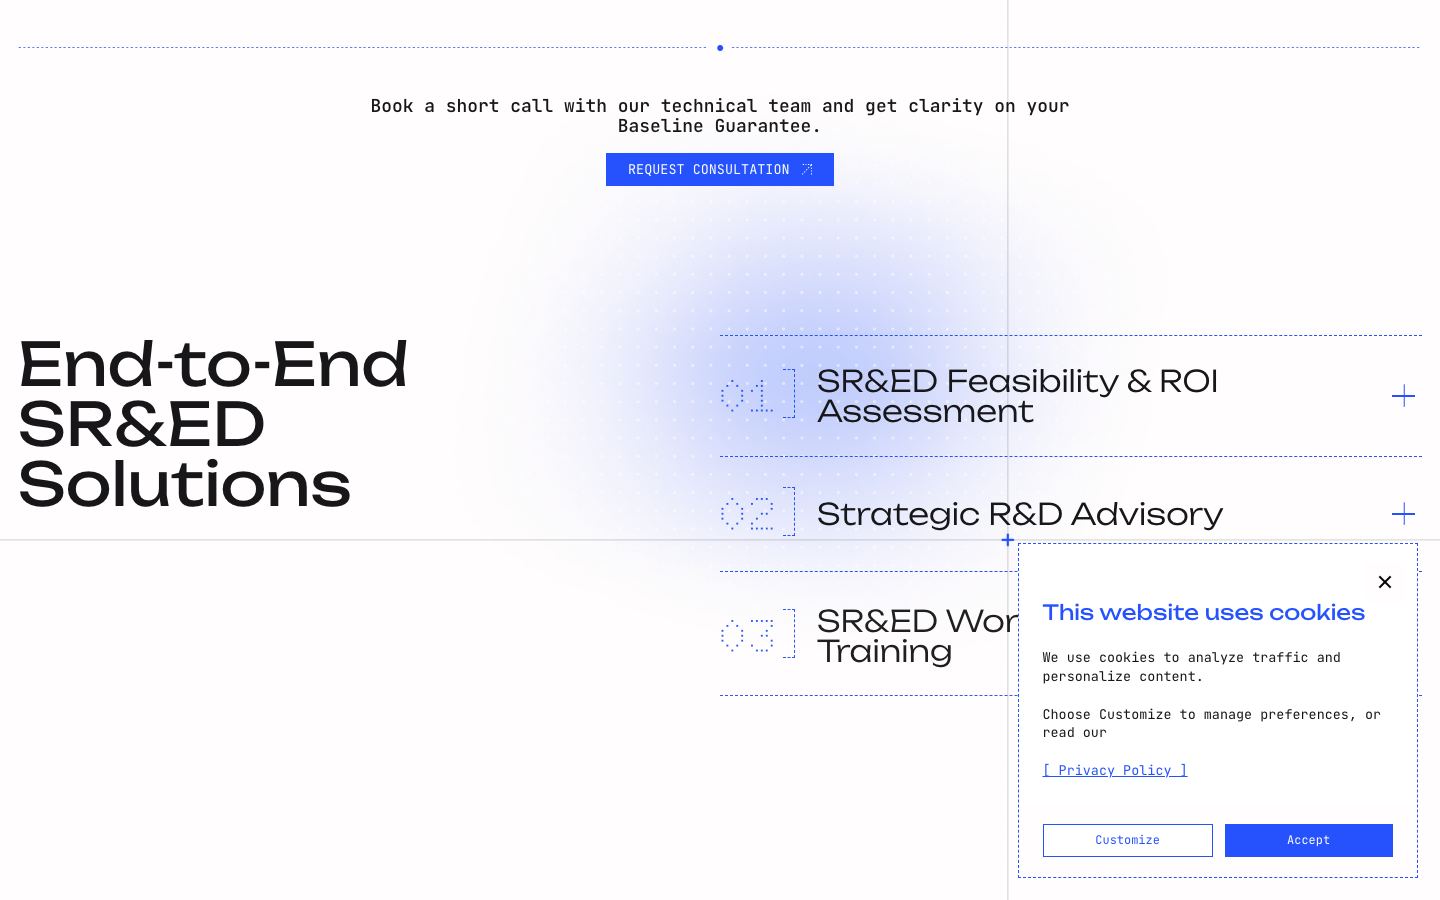 Book a short call with our technical team and get clarity on your
Baseline Guarantee.
REQUEST CONSULTATION
End-to-End
SR&ED
Solutions
01
SR&ED Feasibility & ROI
Assessment
02
Strategic R&D Advisory
03
SR&ED
Training
This website uses cookies
We use cookies to analyze traffic and
personalize content.
Choose Customize to manage preferences, or
read our
[ Privacy Policy ]
Customize
Accept